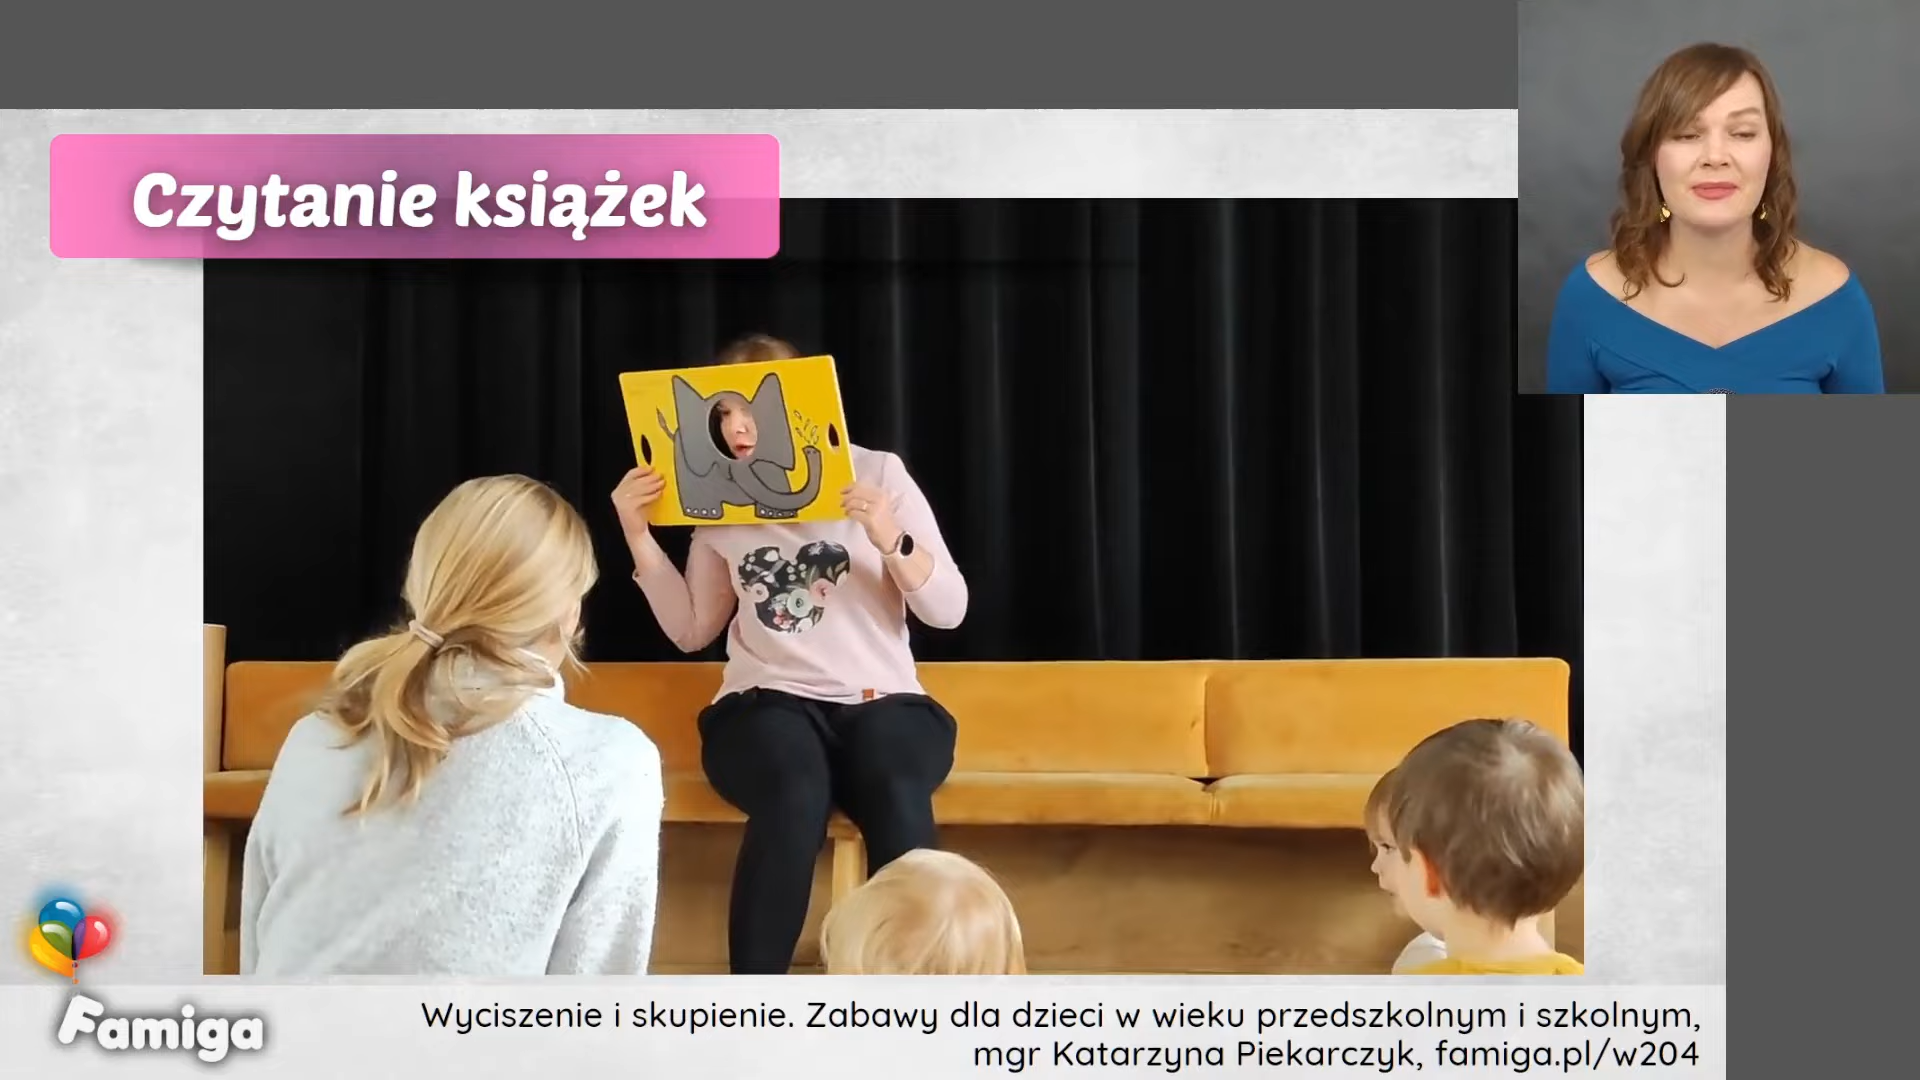 Czytanie książek
Famiga
Wyciszenie i skupienie. Zabawy dla dzieci w wieku przedszkolnym i szkolnym,
mgr Katarzyna Piekarczyk, famiga.pl/w204